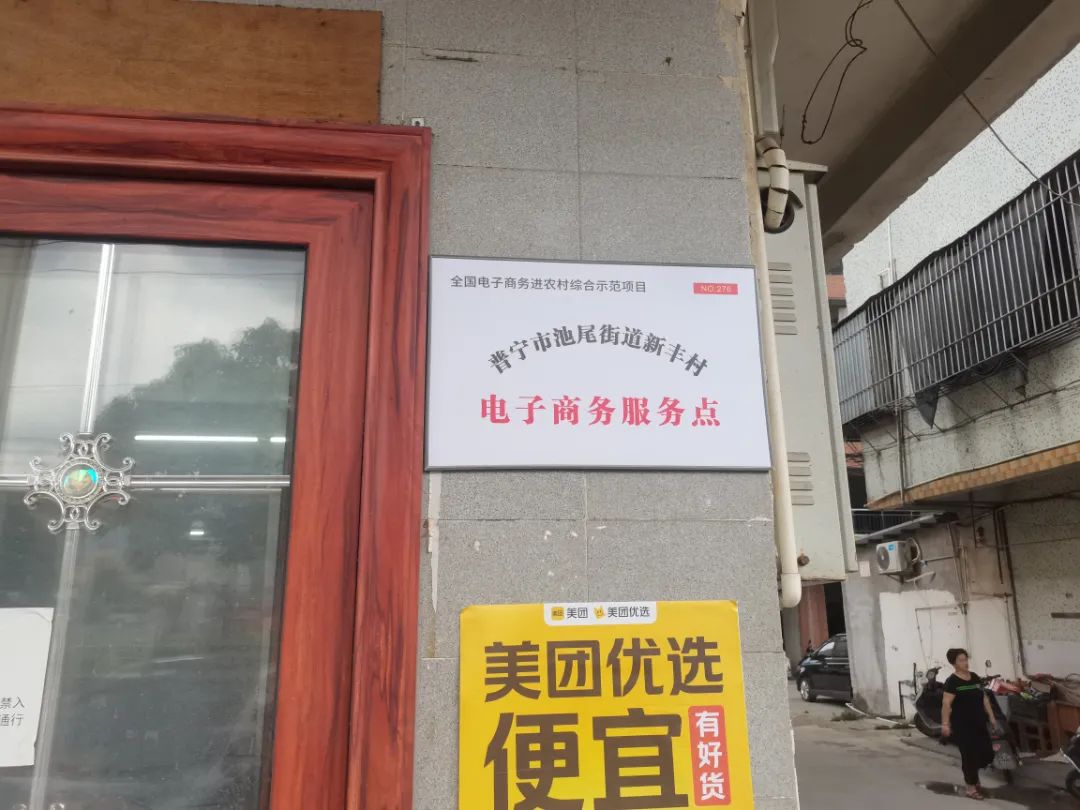 全国电子商务进农村综合示范项目
NO.276
普宁市池尾街道新丰村
电子商务服务点
美团 美团优选
美团优选
便宜
有好货
禁入
通行